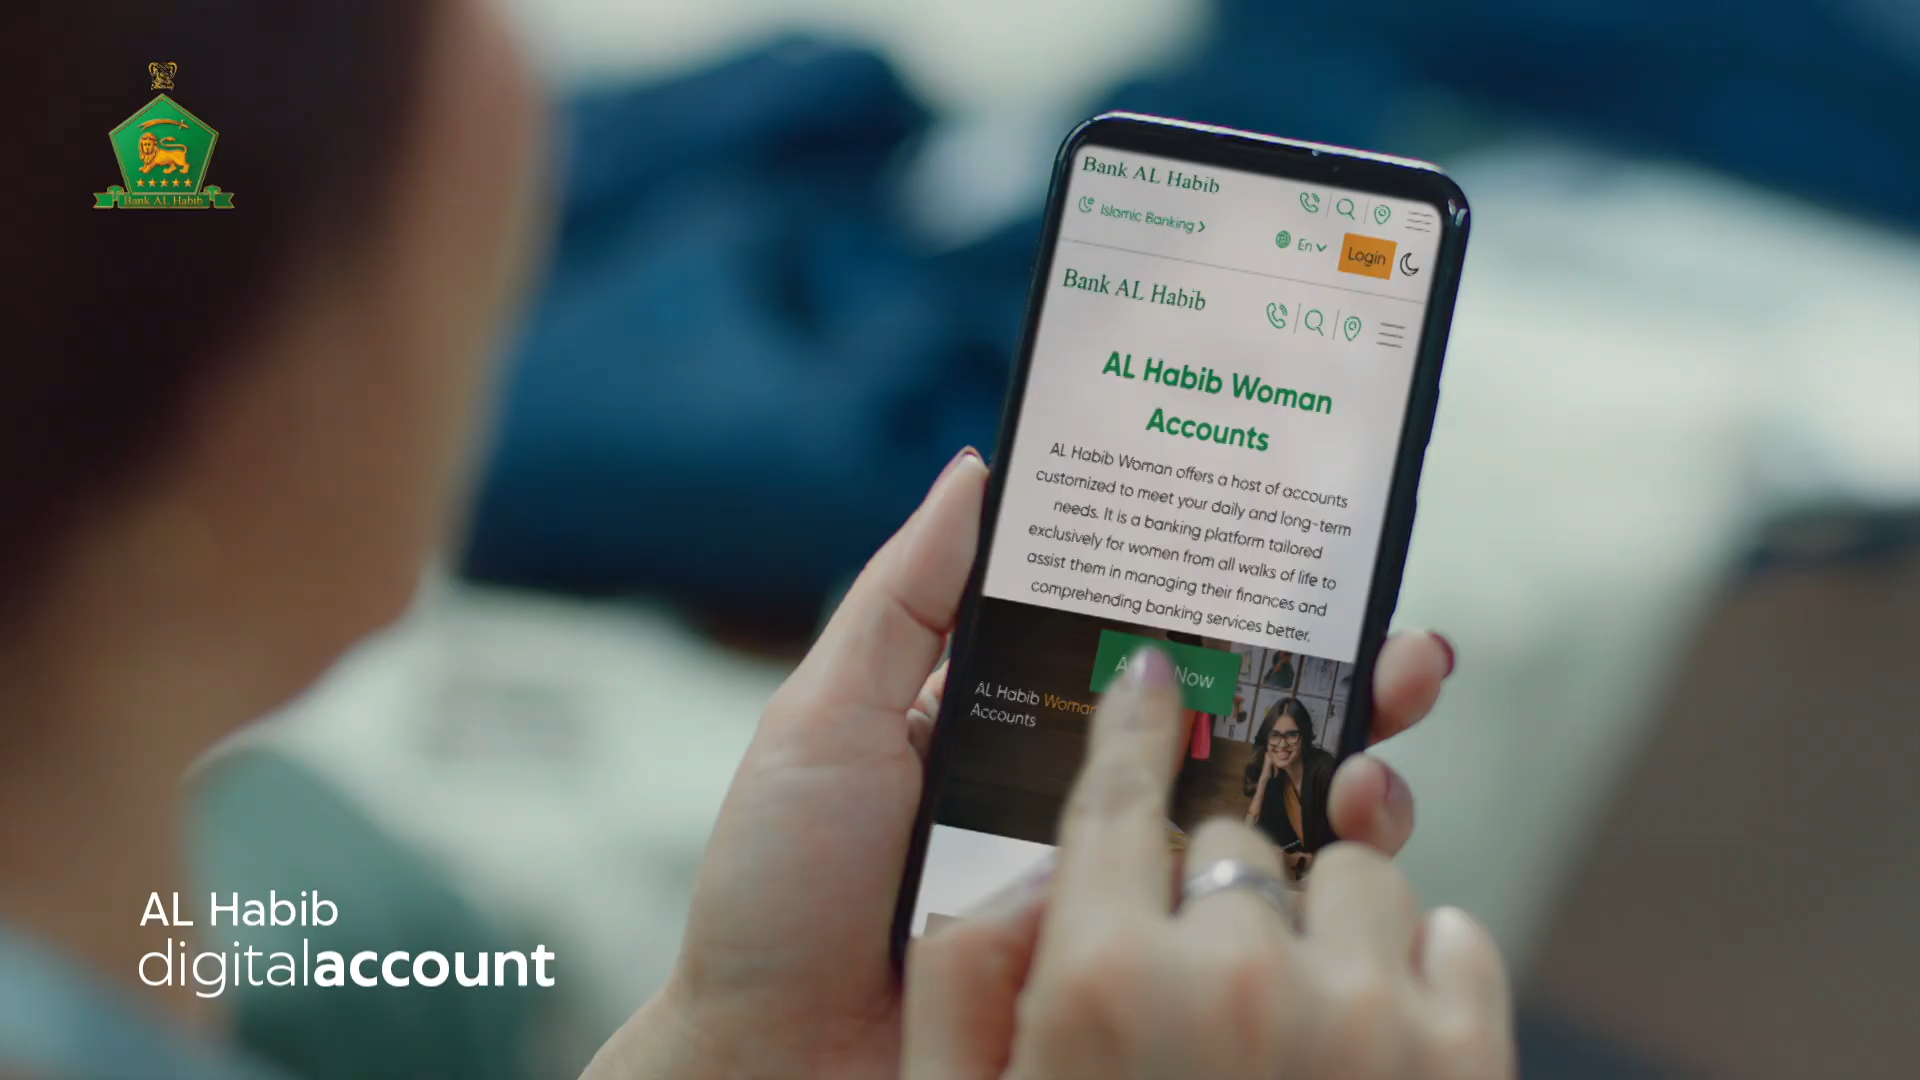 Bank AL Habib
Bank AL Habib
Islamic Banking
En
Login
Bank AL Habib
AL Habib Woman
Accounts
AL Habib Woman offers a host of accounts
customized to meet your daily and long-term
needs. It is a banking platform tailored
exclusively for women from all walks of life to
assist them in managing their finances and
comprehending banking services better.
Now
AL Habib Woman
Accounts
AL Habib
digitalaccount